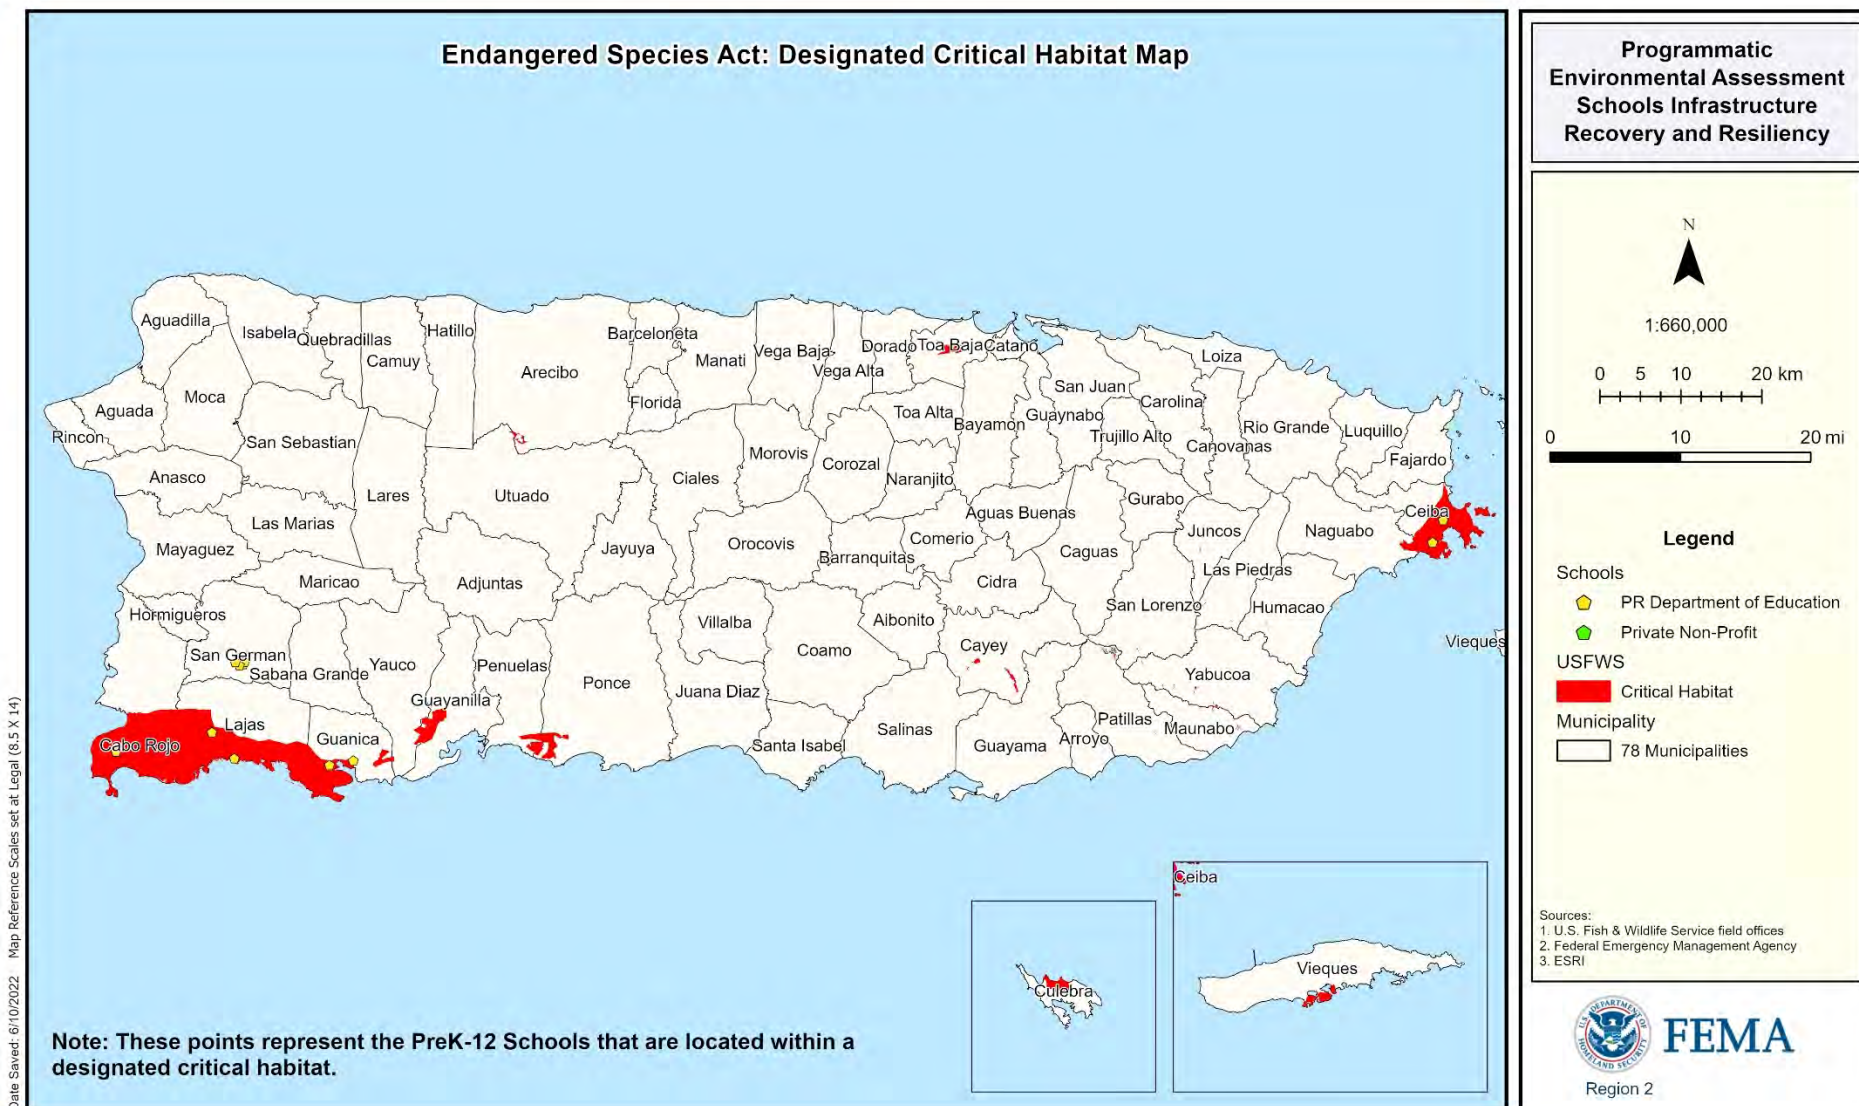 Endangered Species Act: Designated Critical Habitat Map
Aguadilla
Isabela
Quebradillas
Camuy
Hatillo
Arecibo
Barceloneta
Manati
Vega Baja
Vega Alta
Dorado
Toa Baja
Catano
Loiza
Moca
Aguada
Rincon
San Sebastian
Florida
Toa Alta
Bayamon
Guaynabo
San Juan
Trujillo Alto
Carolina
Canovanas
Rio Grande
Luquillo
Fajardo
Anasco
Lares
Utuado
Ciales
Morovis
Corozal
Naranjito
Las Marias
Mayaguez
Maricao
Adjuntas
Jayuya
Orocovis
Barranquitas
Comerio
Aguas Buenas
Caguas
Gurabo
Juncos
Naguabo
Ceiba
Las Piedras
Humacao
San Lorenzo
Cidra
Hormigueros
San German
Sabana Grande
Yauco
Guayanilla
Penuelas
Ponce
Villalba
Juana Diaz
Coamo
Albonito
Cayey
Yabucoa
Vieques
Cabo Rojo
Lajas
Guanica
Santa Isabel
Salinas
Guayama
Arroyo
Patillas
Maunabo
Ceiba
Culebra
Vieques
Note: These points represent the PreK-12 Schools that are located within a
designated critical habitat.
Date Saved: 6/10/2022 Map Reference Scales set at Legal (8.5 X 14)
Programmatic
Environmental Assessment
Schools Infrastructure
Recovery and Resiliency
N
1:660,000
0 5 10 20 km
0 10 20 mi
Legend
Schools
PR Department of Education
Private Non-Profit
USFWS
Critical Habitat
Municipality
78 Municipalities
Sources:
1. U.S. Fish & Wildlife Service field offices
2. Federal Emergency Management Agency
3. ESRI
U.S. DEPARTMENT OF
HOMELAND SECURITY
FEMA
Region 2